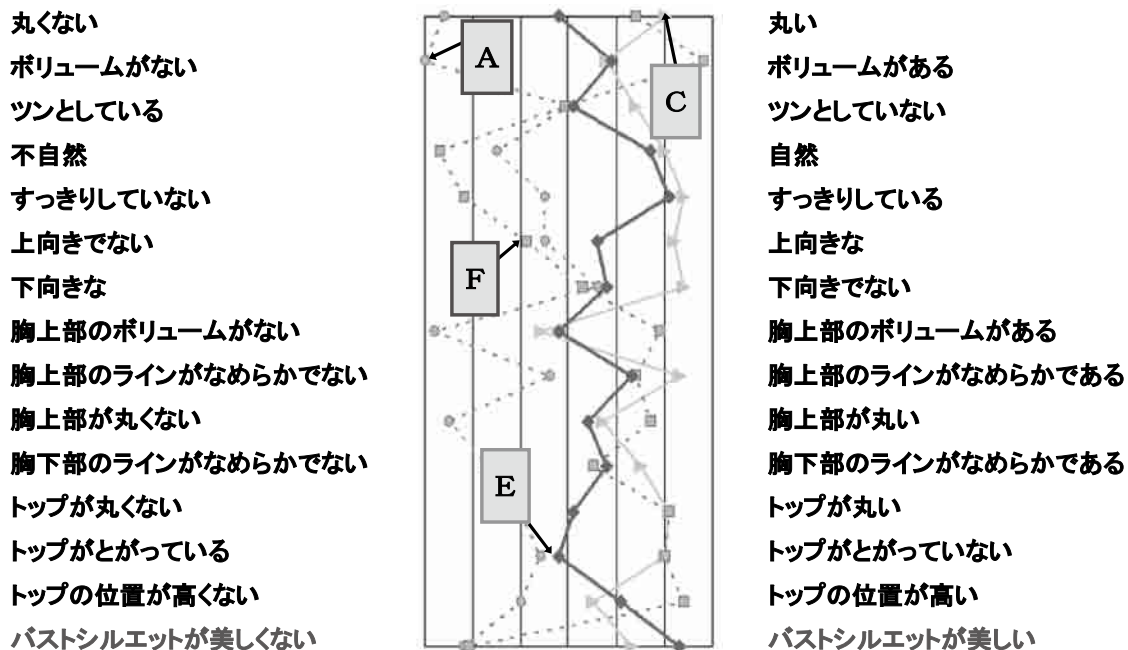 丸くない 丸い
ボリュームがない A ボリュームがある
ツンとしている C ツンとしていない
不自然 自然
すっきりしていない すっきりしている
上向きでない 上向きな
下向きな F 下向きでない
胸上部のボリュームがない 胸上部のボリュームがある
胸上部のラインがなめらかでない 胸上部のラインがなめらかである
胸上部が丸くない 胸上部が丸い
胸下部のラインがなめらかでない 胸下部のラインがなめらかである
トップが丸くない E トップが丸い
トップがとがっている トップがとがっていない
トップの位置が高くない トップの位置が高い
バストシルエットが美しくない バストシルエットが美しい